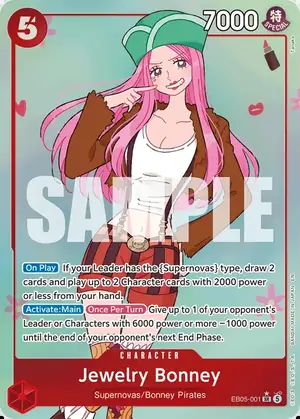 5
7000
特
SPECIAL
SAMPLE
On Play If your Leader has the {Supernovas} type, draw 2
cards and play up to 2 Character cards with 2000 power
or less from your hand.
Activate:Main Once Per Turn Give up to 1 of your opponent's
Leader or Characters with 6000 power or more −1000 power
until the end of your opponent's next End Phase.
CHARACTER
Jewelry Bonney
Supernovas/Bonney Pirates
EB05-001 SR